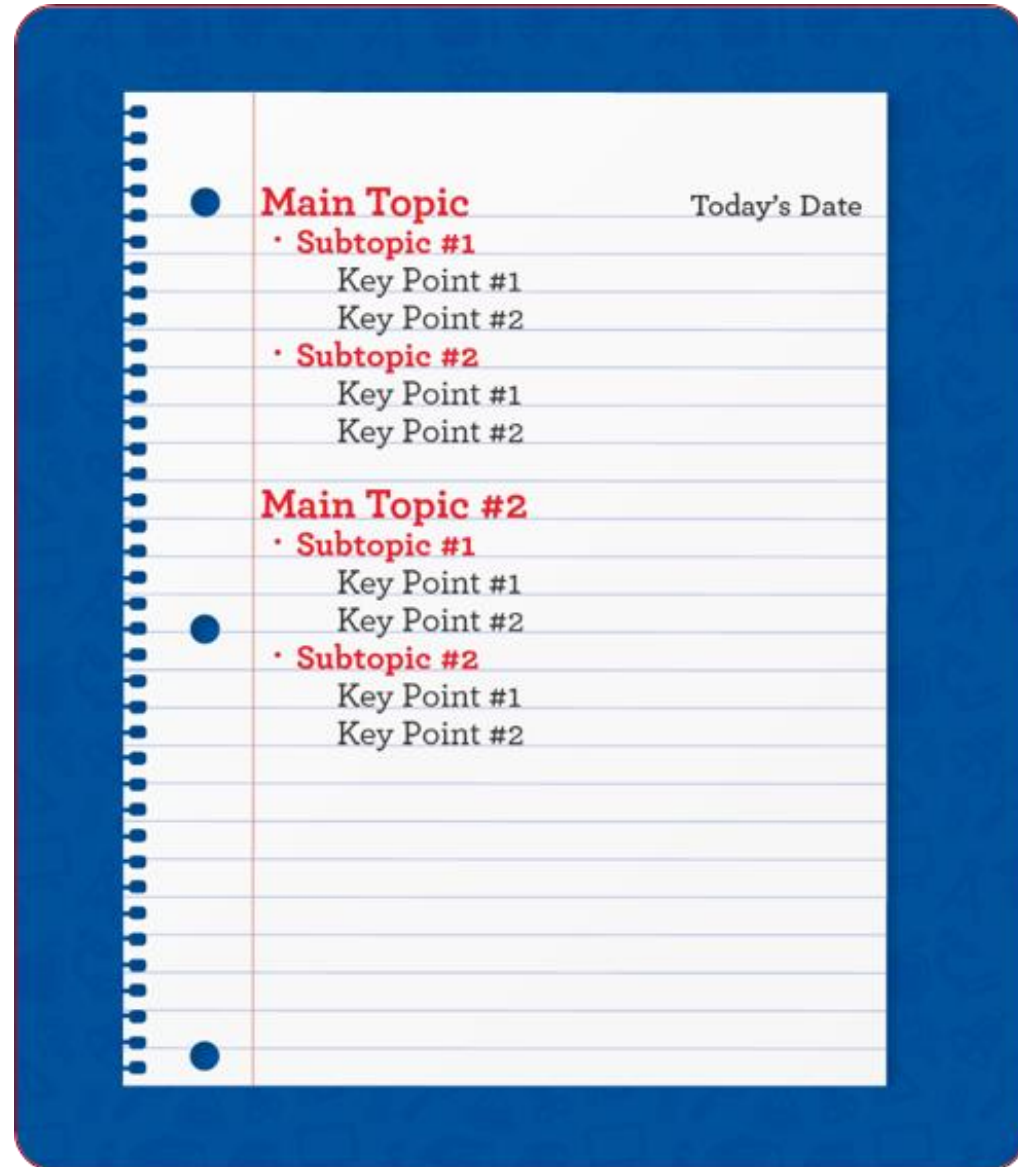 Main Topic Today's Date
· Subtopic #1
Key Point #1
Key Point #2
· Subtopic #2
Key Point #1
Key Point #2
Main Topic #2
· Subtopic #1
Key Point #1
Key Point #2
· Subtopic #2
Key Point #1
Key Point #2